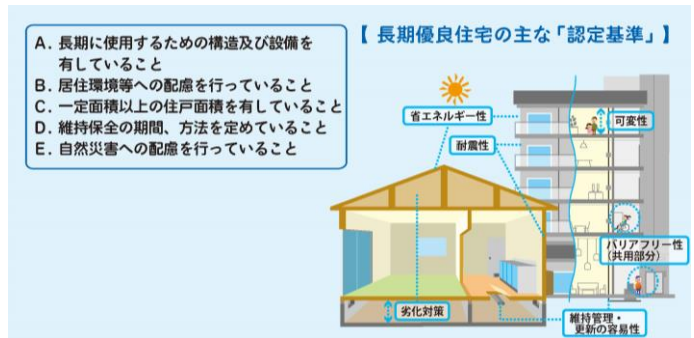 【 長期優良住宅の主な「認定基準」】
A. 長期に使用するための構造及び設備を
有していること
B. 居住環境等への配慮を行っていること
C. 一定面積以上の住戸面積を有していること
D. 維持保全の期間、方法を定めていること
E. 自然災害への配慮を行っていること
省エネルギー性
可変性
耐震性
バリアフリー性
(共用部分)
劣化対策
維持管理・
更新の容易性